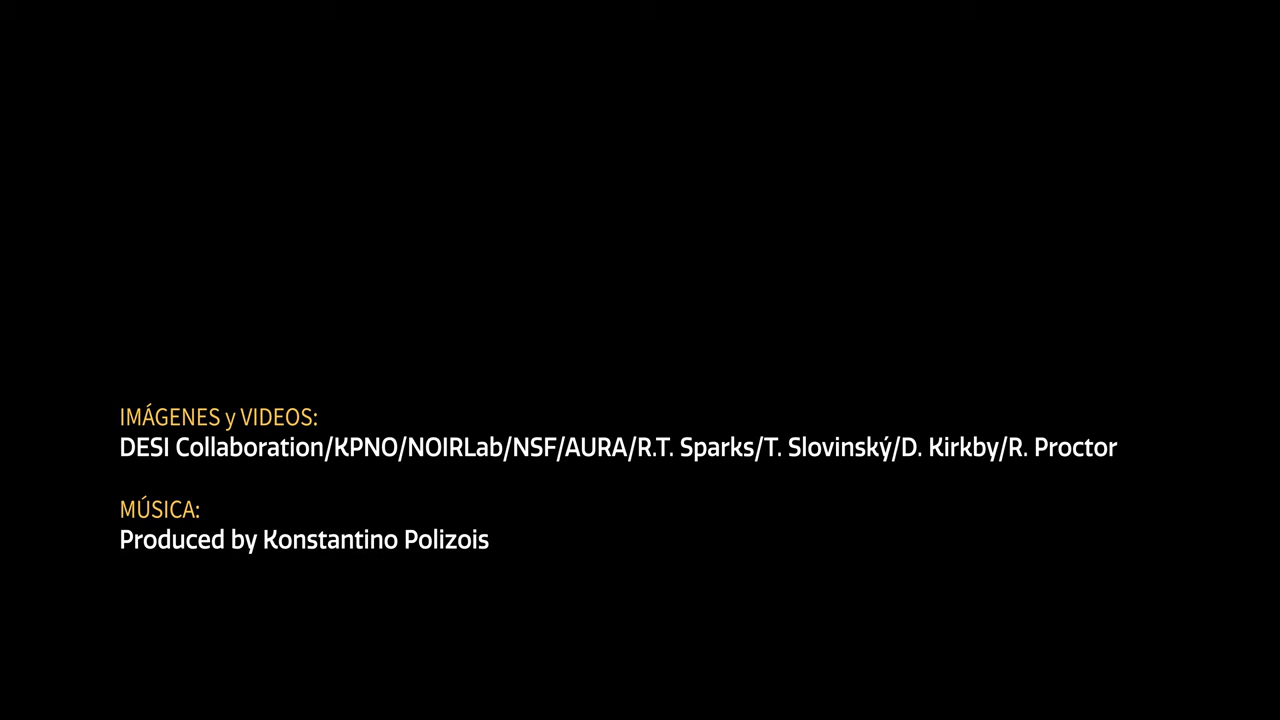 IMÁGENES y VIDEOS:
DESI Collaboration/KPNO/NOIRLab/NSF/AURA/R.T. Sparks/T. Slovinský/D. Kirkby/R. Proctor
MÚSICA:
Produced by Konstantino Polizois